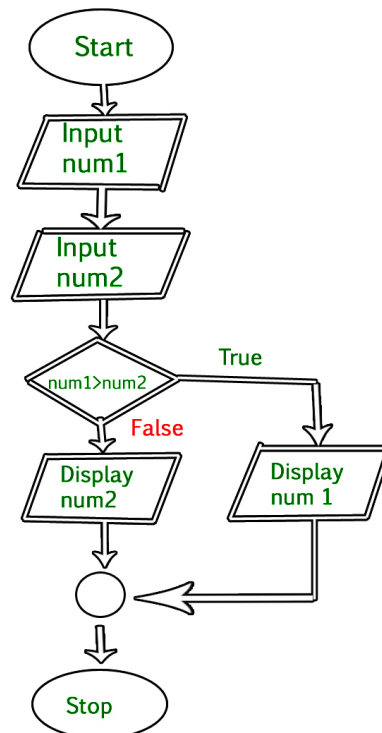 Start
Input
num1
Input
num2
num1>num2
True
False
Display
num2
Display
num 1
Stop